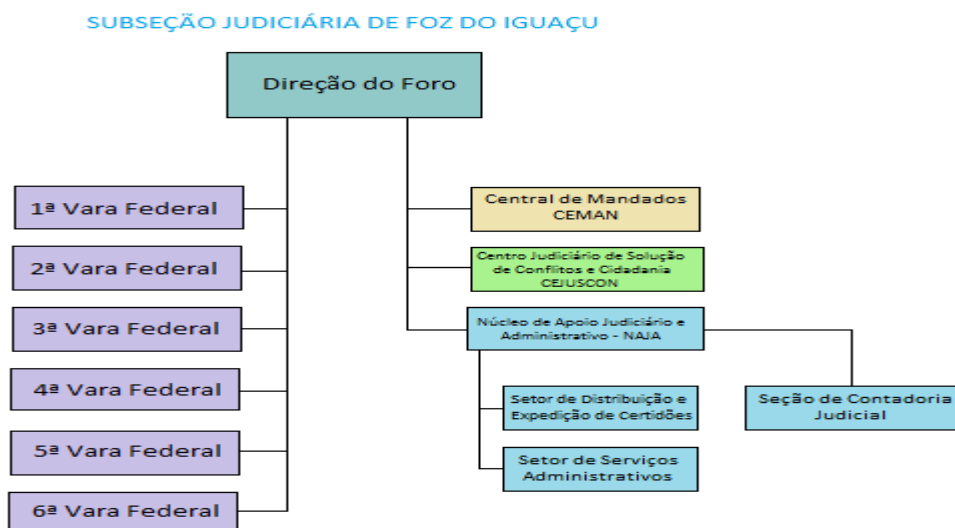 SUBSEÇÃO JUDICIÁRIA DE FOZ DO IGUAÇU
Direção do Foro
1ª Vara Federal
2ª Vara Federal
3ª Vara Federal
4ª Vara Federal
5ª Vara Federal
6ª Vara Federal
Central de Mandados
CEMAN
Centro Judiciário de Solução
de Conflitos e Cidadania
CEJUSCON
Núcleo de Apoio Judiciário e
Administrativo - NAJA
Setor de Distribuição e
Expedição de Certidões
Setor de Serviços
Administrativos
Seção de Contadoria
Judicial